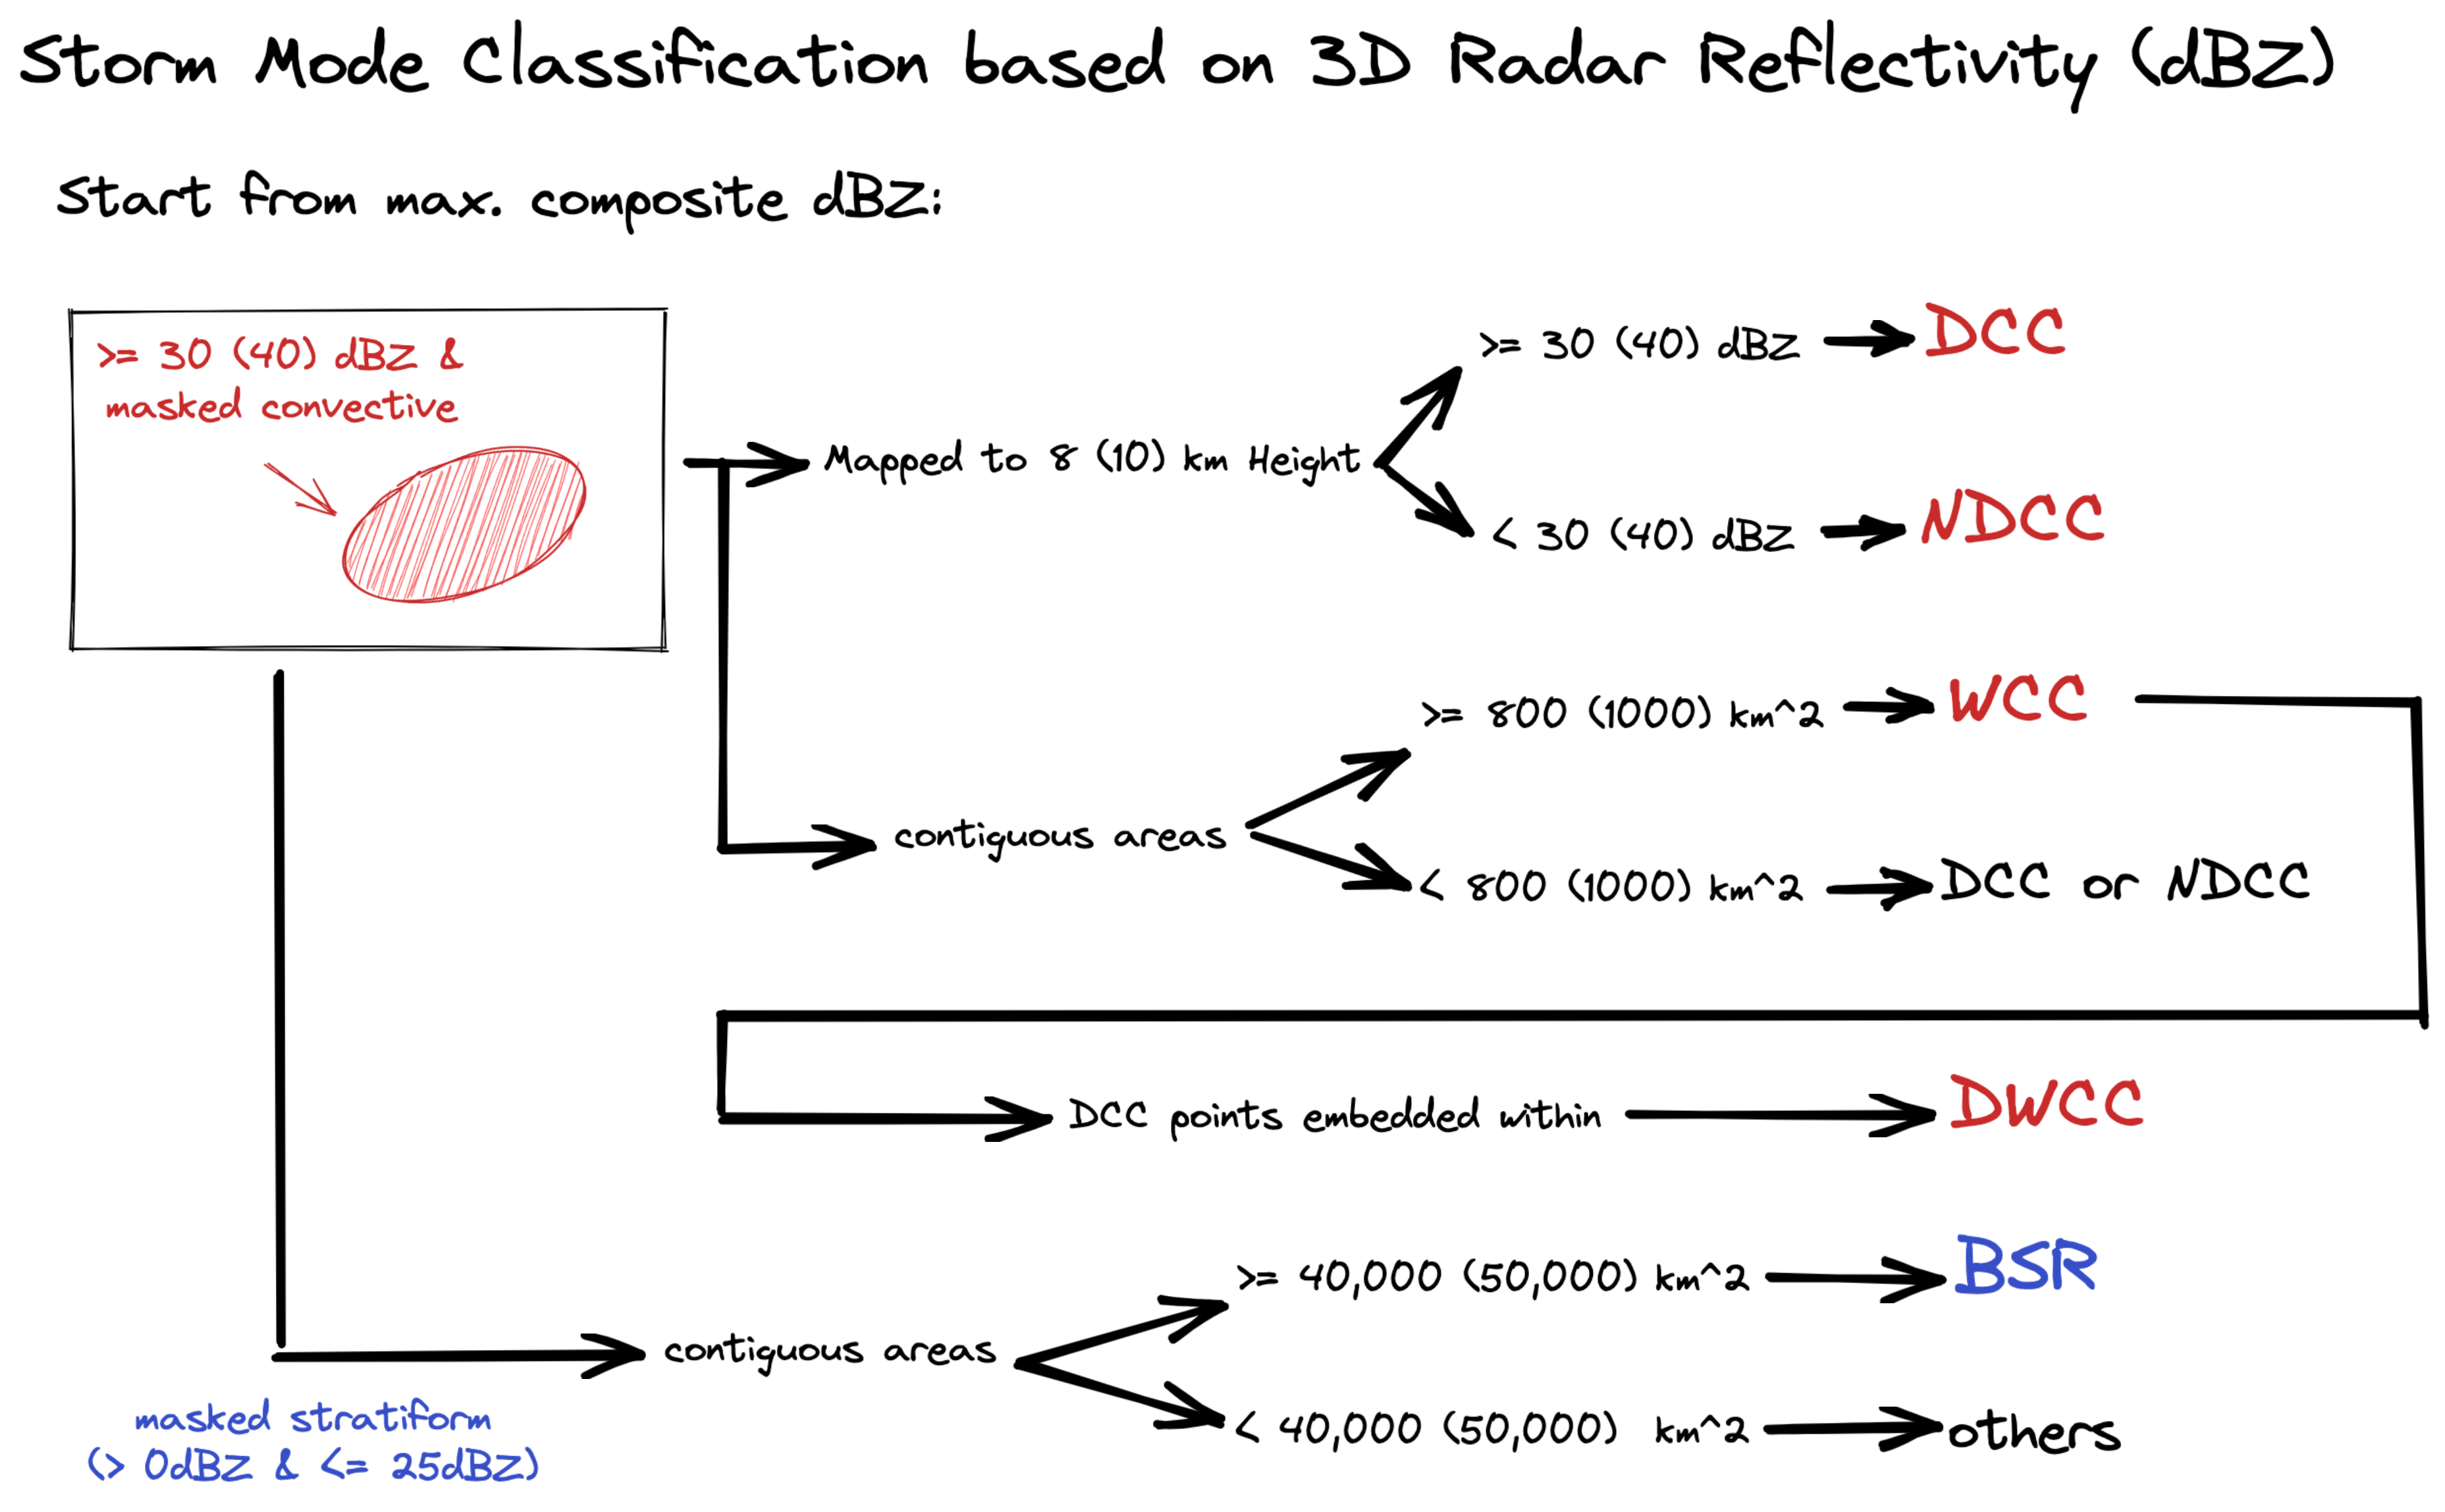 Storm Mode Classification based on 3D Radar Reflectivity (dBZ)
Start from max. composite dBZ:
>= 30 (40) dBZ &
masked convective
Mapped to 8 (10) km Height
>= 30 (40) dBZ
DCC
< 30 (40) dBZ
NDCC
contiguous areas
>= 800 (1000) km^2
WCC
< 800 (1000) km^2
DCC or NDCC
DCC points embedded within
DWCC
contiguous areas
>= 40,000 (50,000) km^2
BSR
< 40,000 (50,000) km^2
others
masked stratiform
(> 0dBZ & <= 25dBZ)